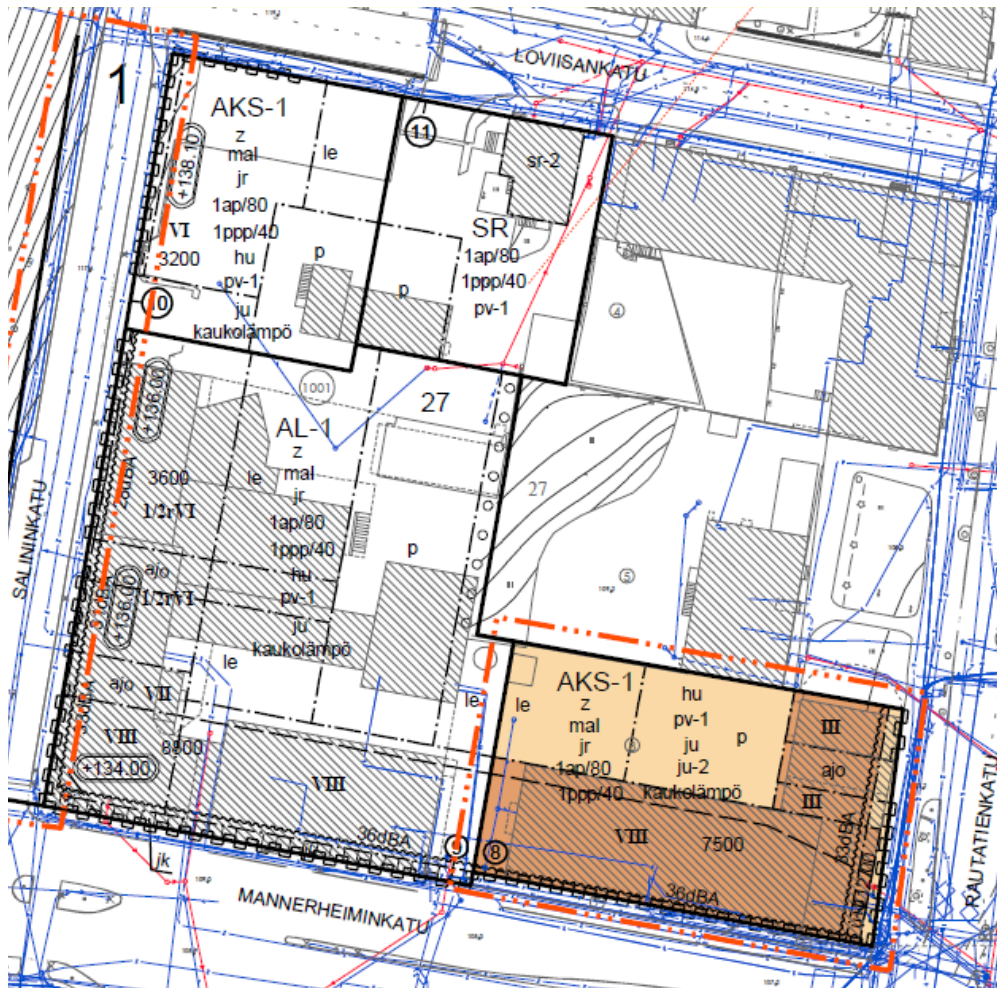 LOVIISANKATU
1
AKS-1
z
mal
jr
1ap/80
1ppp/40
hu
pv-1
ju
kaukolämpö
le
p
+138.10
VI
3200
10
11
sr-2
SR
1ap/80
1ppp/40
pv-1
p
4
1001
27
+136.00
AL-1
z
mal
jr
1ap/80
1ppp/40
hu
pv-1
ju
kaukolämpö
le
p
3600
1/2rVI
ajo
1/2rVI
+136.00
SALININKATU
le
ajo
VII
VIII
8800
+134.00
VIII
36dBA
le
27
5
AKS-1
z
mal
jr
1ap/80
1ppp/40
le
hu
pv-1
ju
ju-2
kaukolämpö
p
III
ajo
III
VIII
7500
36dBA
33dBA
8
jk
MANNERHEIMINKATU
RAUTATIENKATU